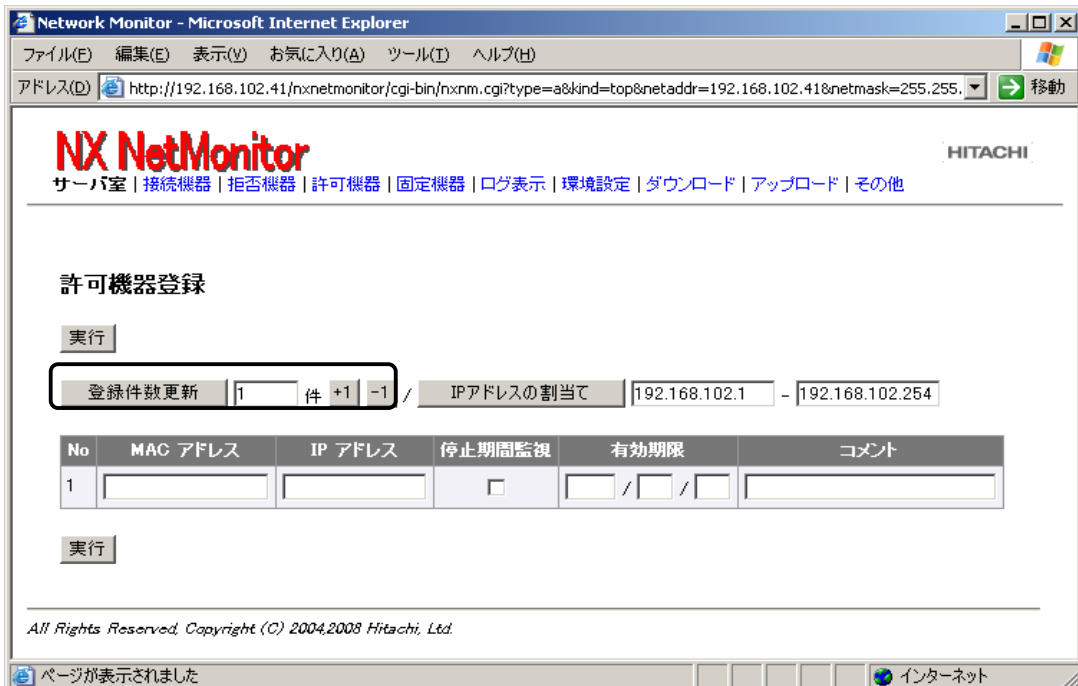 Network Monitor - Microsoft Internet Explorer
ファイル(F) 編集(E) 表示(V) お気に入り(A) ツール(T) ヘルプ(H)
アドレス(D) http://192.168.102.41/nxnetmonitor/cgi-bin/nxnm.cgi?type=a&kind=top&netaddr=192.168.102.41&netmask=255.255. 移動
NX NetMonitor
HITACHI
サーバ室 | 接続機器 | 拒否機器 | 許可機器 | 固定機器 | ログ表示 | 環境設定 | ダウンロード | アップロード | その他
許可機器登録
実行
登録件数更新 1 件 +1 -1 / IPアドレスの割当て 192.168.102.1 - 192.168.102.254
No MAC アドレス IP アドレス 停止期間監視 有効期限 コメント
1 / /
実行
All Rights Reserved, Copyright (C) 2004,2008 Hitachi, Ltd.
ページが表示されました インターネット